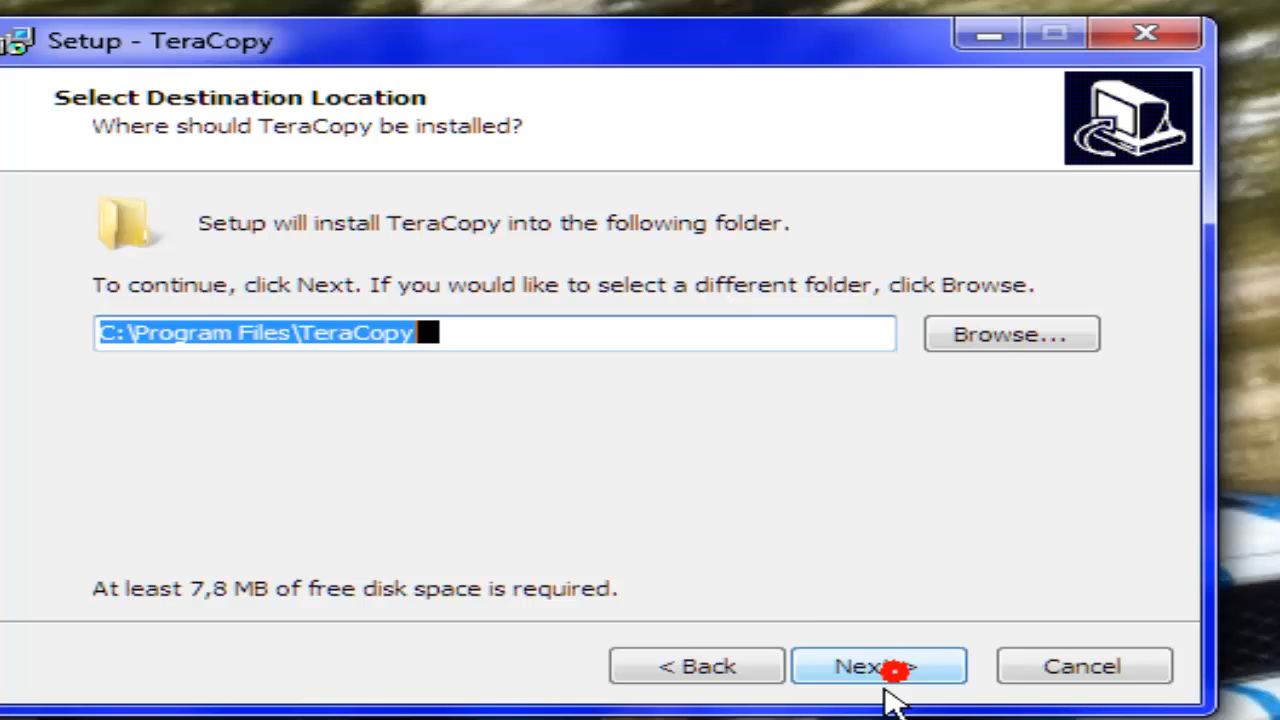 Setup - TeraCopy
Select Destination Location
Where should TeraCopy be installed?
Setup will install TeraCopy into the following folder.
To continue, click Next. If you would like to select a different folder, click Browse.
C:\Program Files\TeraCopy
Browse...
At least 7,8 MB of free disk space is required.
< Back
Next >
Cancel